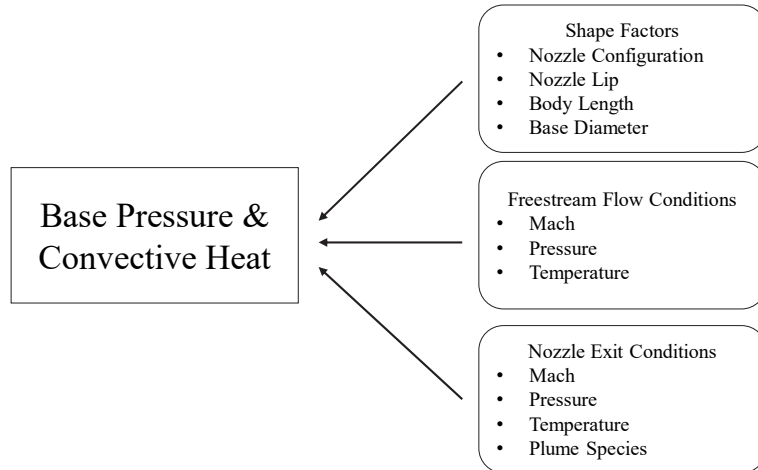 Base Pressure &
Convective Heat
Shape Factors
• Nozzle Configuration
• Nozzle Lip
• Body Length
• Base Diameter
Freestream Flow Conditions
• Mach
• Pressure
• Temperature
Nozzle Exit Conditions
• Mach
• Pressure
• Temperature
• Plume Species